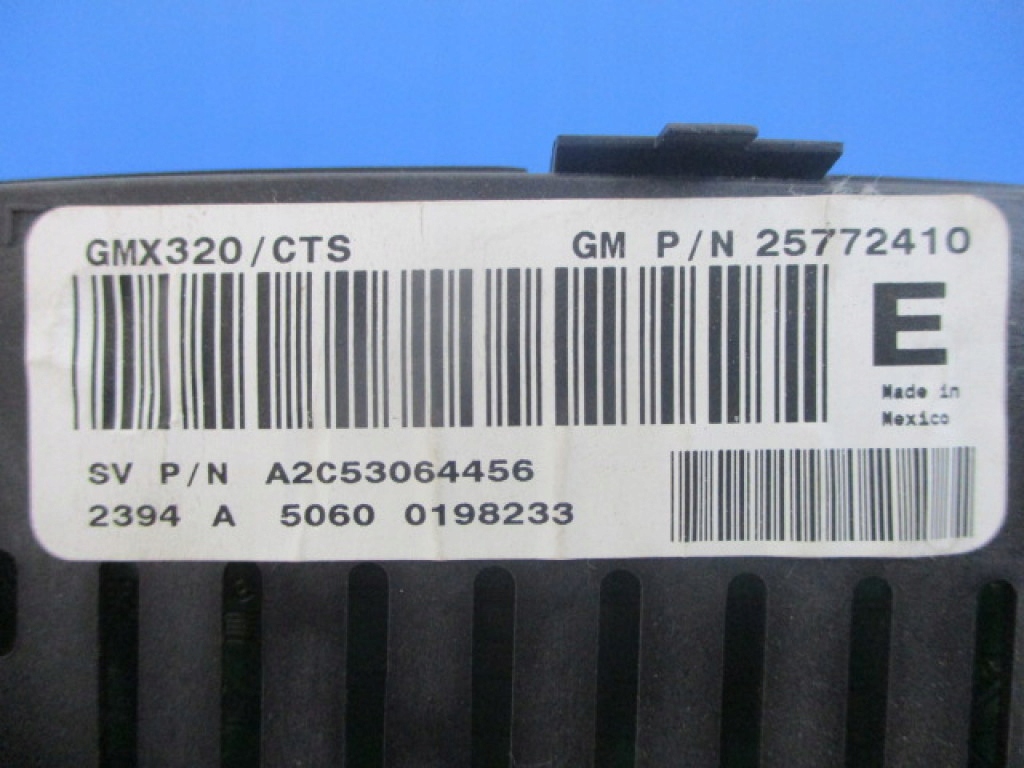 GMX320/CTS GM P/N 25772410
E
Made in
Mexico
SV P/N A2C53064456
2394 A 5060 0198233